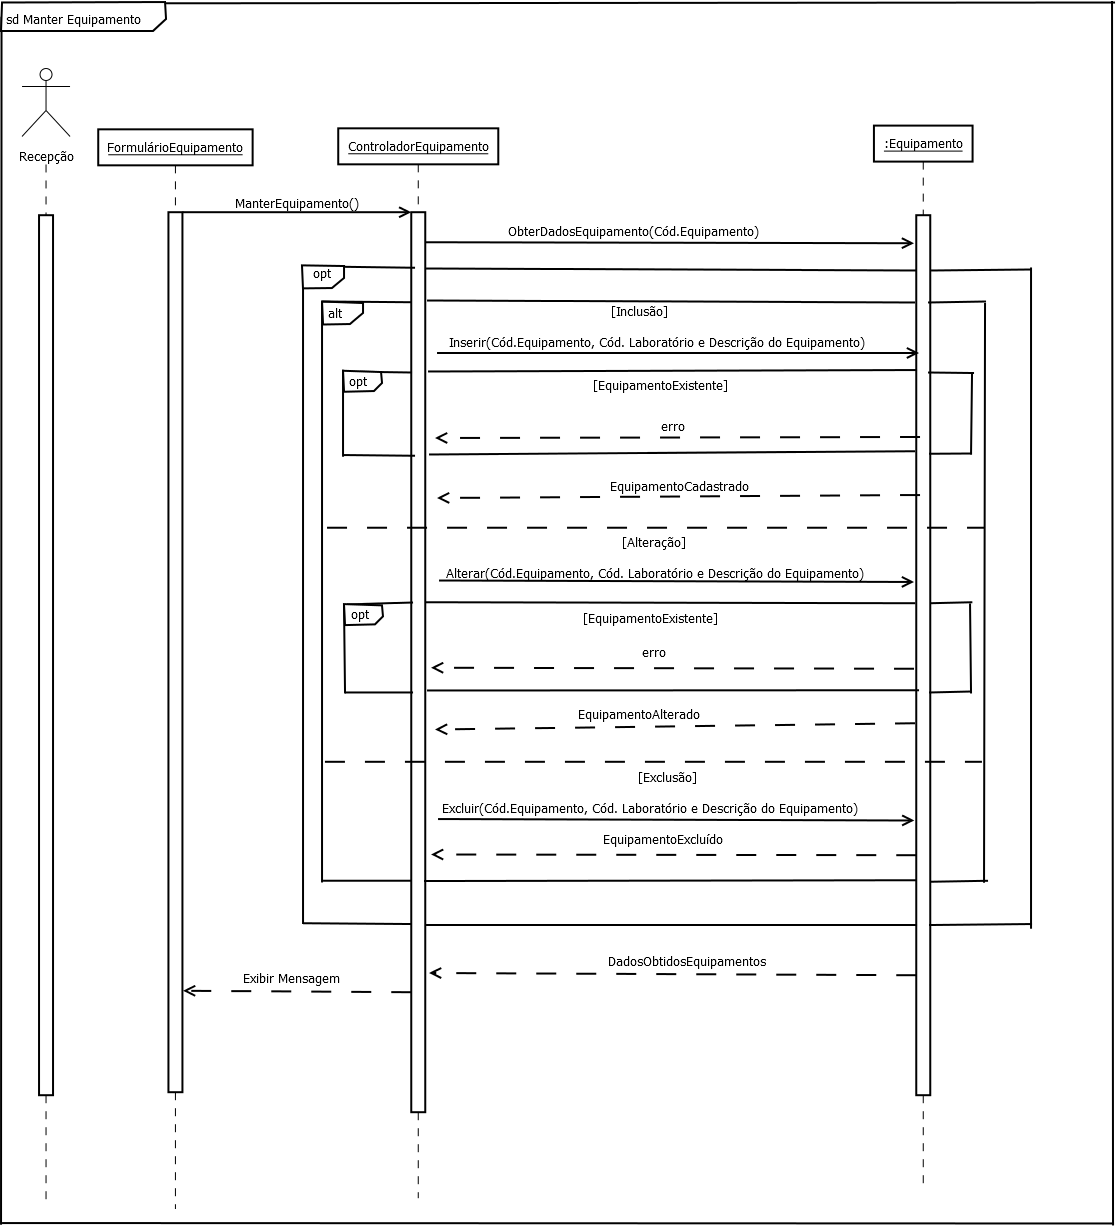 sd Manter Equipamento
Recepção
FormulárioEquipamento
ControladorEquipamento
:Equipamento
ManterEquipamento()
ObterDadosEquipamento(Cód.Equipamento)
opt
alt
[Inclusão]
Inserir(Cód.Equipamento, Cód. Laboratório e Descrição do Equipamento)
opt
[EquipamentoExistente]
erro
EquipamentoCadastrado
[Alteração]
Alterar(Cód.Equipamento, Cód. Laboratório e Descrição do Equipamento)
opt
[EquipamentoExistente]
erro
EquipamentoAlterado
[Exclusão]
Excluir(Cód.Equipamento, Cód. Laboratório e Descrição do Equipamento)
EquipamentoExcluído
DadosObtidosEquipamentos
Exibir Mensagem